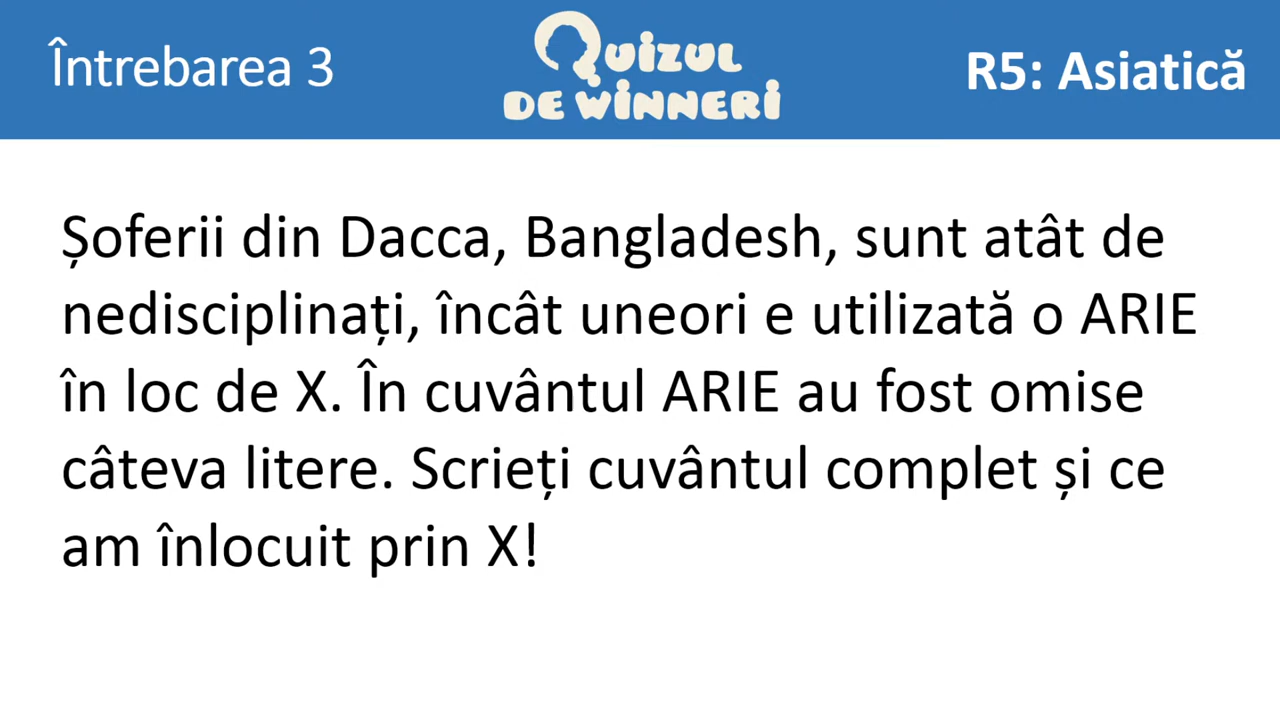 Întrebarea 3
QUIZUL
DE WINNERI
R5: Asiatică
Șoferii din Dacca, Bangladesh, sunt atât de
nedisciplinați, încât uneori e utilizată o ARIE
în loc de X. În cuvântul ARIE au fost omise
câteva litere. Scrieți cuvântul complet și ce
am înlocuit prin X!